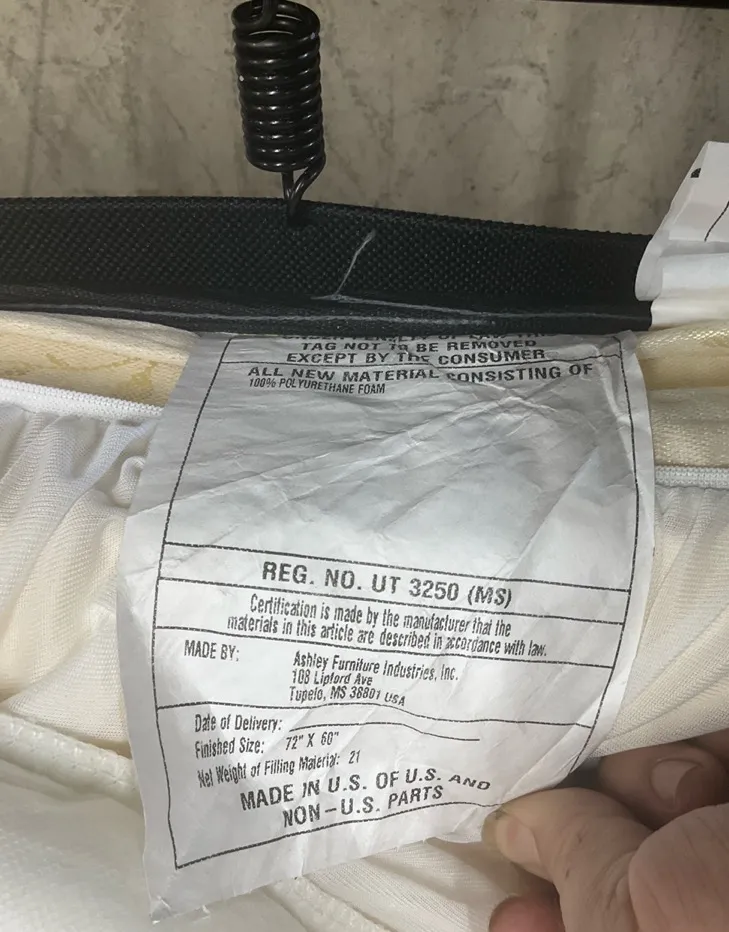 TAG NOT TO BE REMOVED
EXCEPT BY THE CONSUMER
ALL NEW MATERIAL CONSISTING OF
100% POLYURETHANE FOAM
REG. NO. UT 3250 (MS)
Certification is made by the manufacturer that the
materials in this article are described in accordance with law.
MADE BY:
Ashley Furniture Industries, Inc.
108 Lipford Ave
Tupelo, MS 38801 USA
Date of Delivery:
Finished Size: 72" X 60"
Net Weight of Filling Material: 21
MADE IN U.S. OF U.S. AND
NON-U.S. PARTS